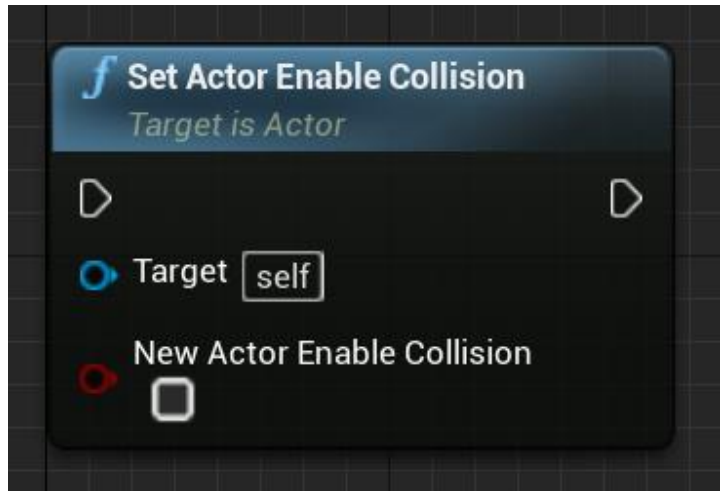 Set Actor Enable Collision
Target is Actor
Target self
New Actor Enable Collision